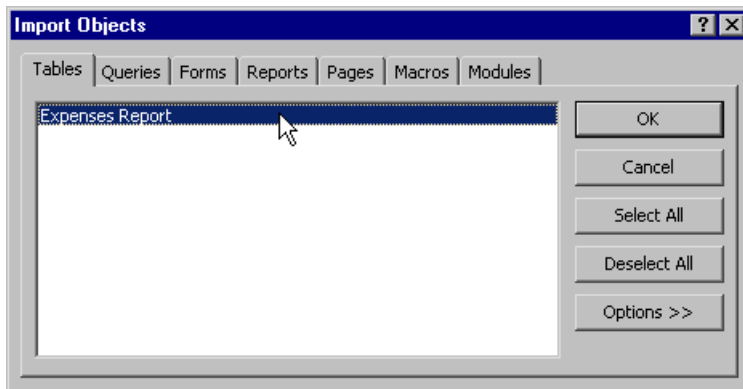 Import Objects
Tables Queries Forms Reports Pages Macros Modules
Expenses Report
OK
Cancel
Select All
Deselect All
Options >>